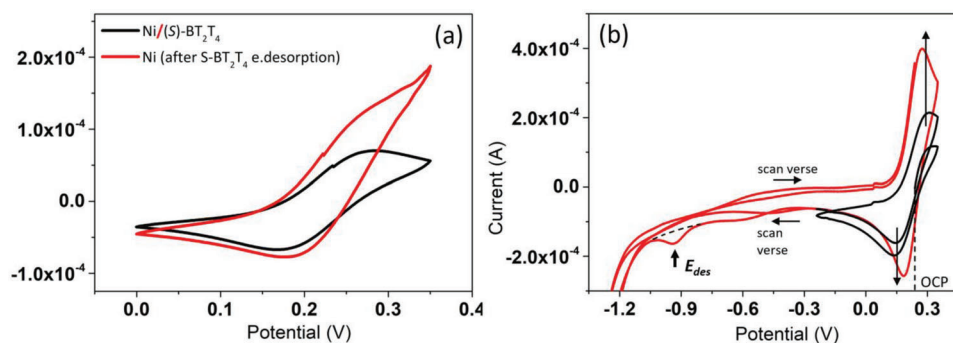 Ni/(S)-BT₂T₄
(a)
Ni (after S-BT₂T₄ e.desorption)
2.0x10⁻⁴
1.0x10⁻⁴
0.0
-1.0x10⁻⁴
0.0
0.1
0.2
0.3
0.4
Potential (V)
(b)
4.0x10⁻⁴
2.0x10⁻⁴
0.0
-2.0x10⁻⁴
Current (A)
scan verse
scan
verse
E_des
OCP
-1.2
-0.9
-0.6
-0.3
0.0
0.3
Potential (V)